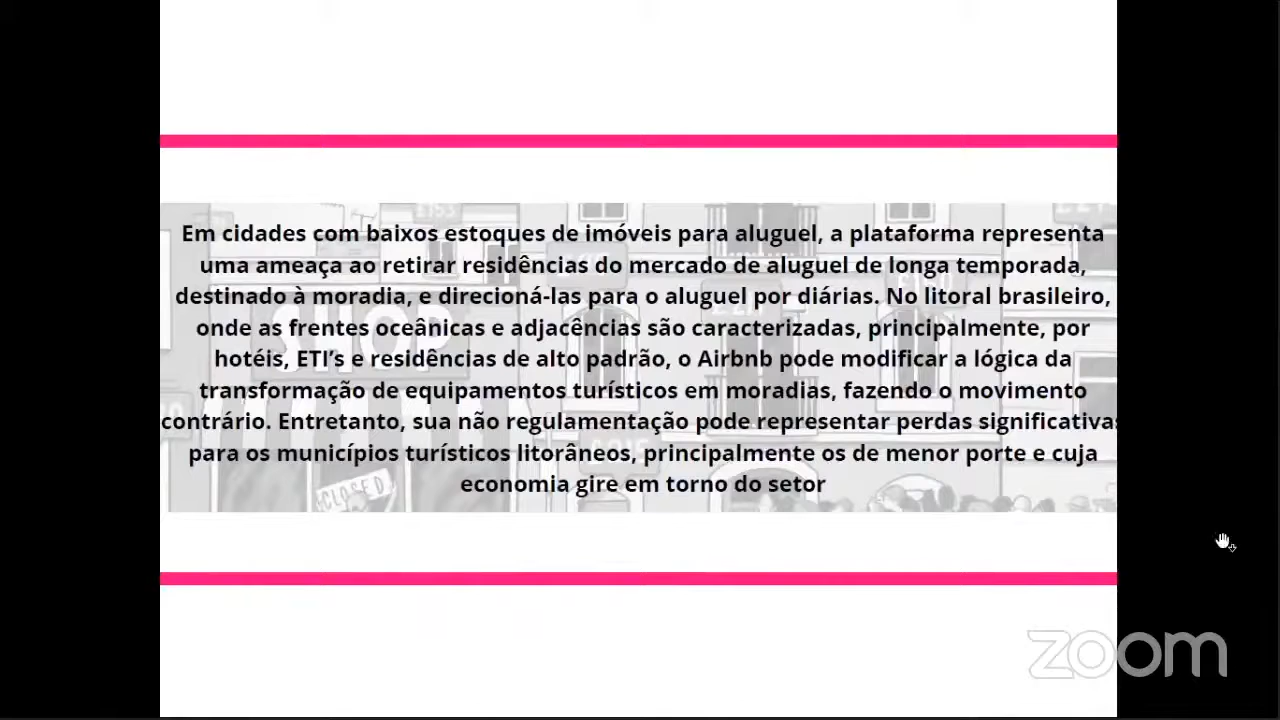 Em cidades com baixos estoques de imóveis para aluguel, a plataforma representa
uma ameaça ao retirar residências do mercado de aluguel de longa temporada,
destinado à moradia, e direcioná-las para o aluguel por diárias. No litoral brasileiro,
onde as frentes oceânicas e adjacências são caracterizadas, principalmente, por
hotéis, ETI’s e residências de alto padrão, o Airbnb pode modificar a lógica da
transformação de equipamentos turísticos em moradias, fazendo o movimento
contrário. Entretanto, sua não regulamentação pode representar perdas significativas
para os municípios turísticos litorâneos, principalmente os de menor porte e cuja
economia gire em torno do setor
SHOP
CLOSED
zoom